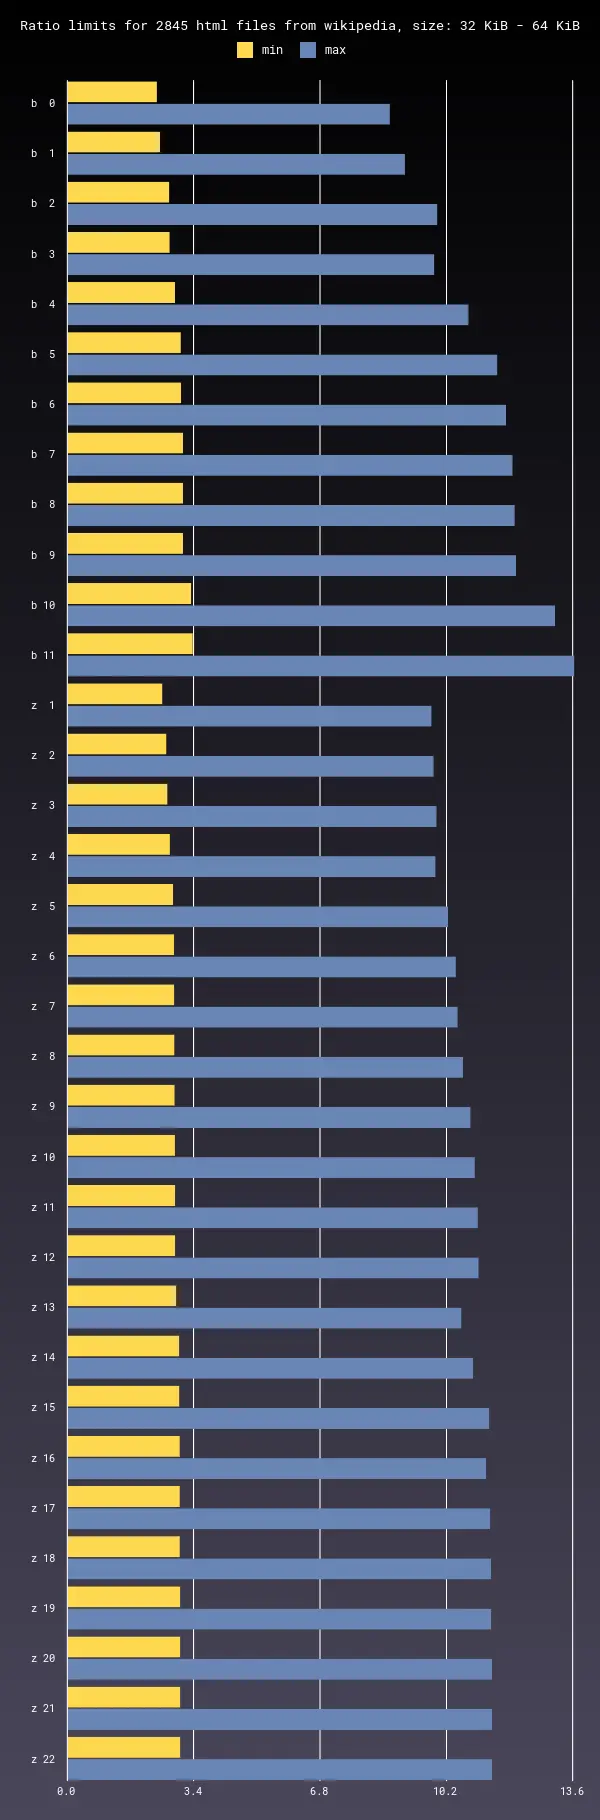 Ratio limits for 2845 html files from wikipedia, size: 32 KiB - 64 KiB
min max
b 0
b 1
b 2
b 3
b 4
b 5
b 6
b 7
b 8
b 9
b 10
b 11
z 1
z 2
z 3
z 4
z 5
z 6
z 7
z 8
z 9
z 10
z 11
z 12
z 13
z 14
z 15
z 16
z 17
z 18
z 19
z 20
z 21
z 22
0.0 3.4 6.8 10.2 13.6